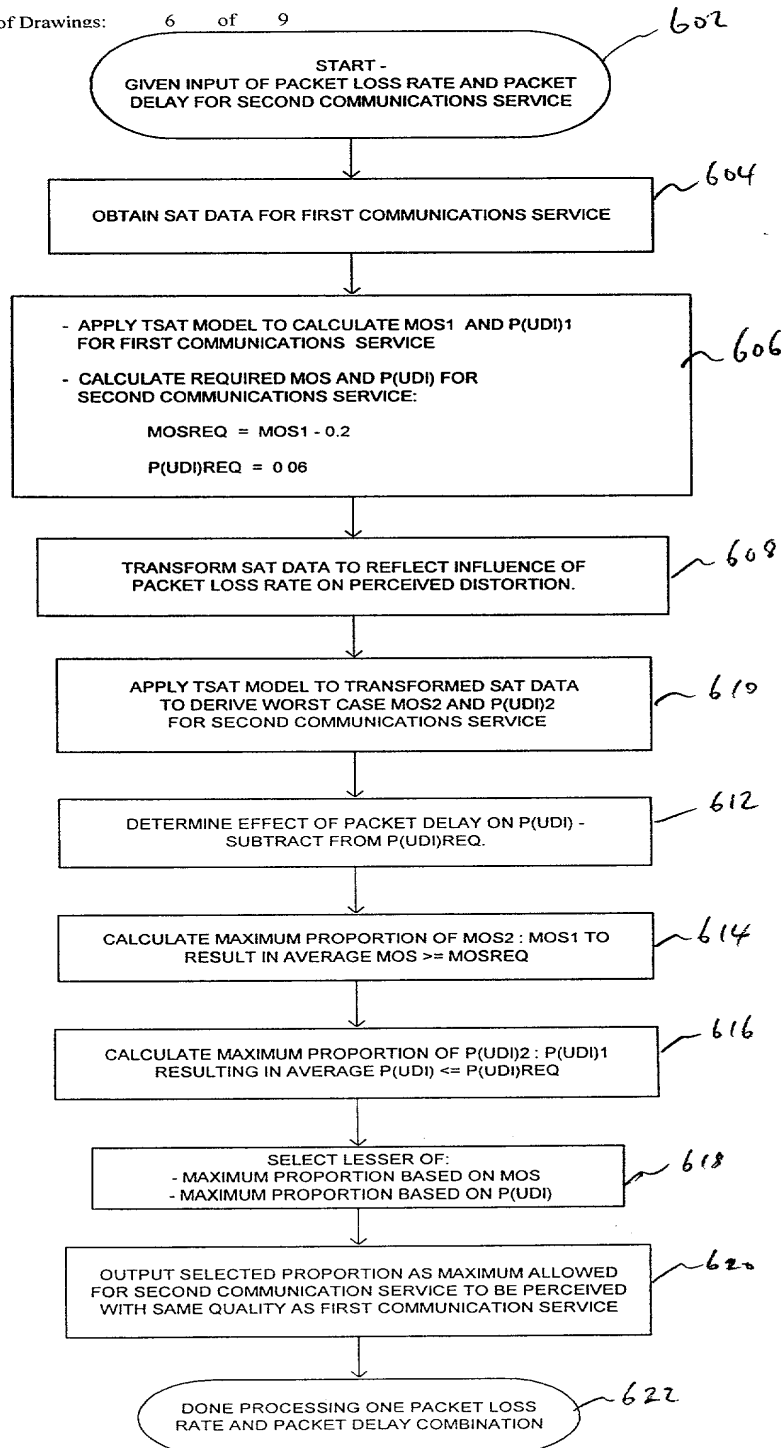 of Drawings: 6 of 9
602
START -
GIVEN INPUT OF PACKET LOSS RATE AND PACKET
DELAY FOR SECOND COMMUNICATIONS SERVICE
604
OBTAIN SAT DATA FOR FIRST COMMUNICATIONS SERVICE
606
- APPLY TSAT MODEL TO CALCULATE MOS1 AND P(UDI)1
FOR FIRST COMMUNICATIONS SERVICE
- CALCULATE REQUIRED MOS AND P(UDI) FOR
SECOND COMMUNICATIONS SERVICE:
MOSREQ = MOS1 - 0.2
P(UDI)REQ = 0 06
608
TRANSFORM SAT DATA TO REFLECT INFLUENCE OF
PACKET LOSS RATE ON PERCEIVED DISTORTION.
610
APPLY TSAT MODEL TO TRANSFORMED SAT DATA
TO DERIVE WORST CASE MOS2 AND P(UDI)2
FOR SECOND COMMUNICATIONS SERVICE
612
DETERMINE EFFECT OF PACKET DELAY ON P(UDI) -
SUBTRACT FROM P(UDI)REQ.
614
CALCULATE MAXIMUM PROPORTION OF MOS2 : MOS1 TO
RESULT IN AVERAGE MOS >= MOSREQ
616
CALCULATE MAXIMUM PROPORTION OF P(UDI)2 : P(UDI)1
RESULTING IN AVERAGE P(UDI) <= P(UDI)REQ
618
SELECT LESSER OF:
- MAXIMUM PROPORTION BASED ON MOS
- MAXIMUM PROPORTION BASED ON P(UDI)
620
OUTPUT SELECTED PROPORTION AS MAXIMUM ALLOWED
FOR SECOND COMMUNICATION SERVICE TO BE PERCEIVED
WITH SAME QUALITY AS FIRST COMMUNICATION SERVICE
622
DONE PROCESSING ONE PACKET LOSS
RATE AND PACKET DELAY COMBINATION